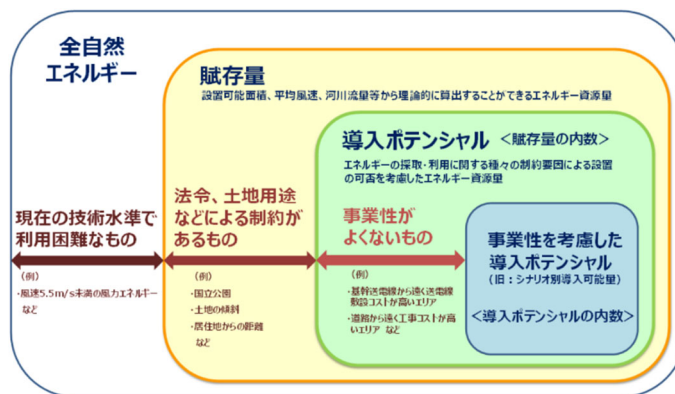 全自然
エネルギー
賦存量
設置可能面積、平均風速、河川流量等から理論的に算出することができるエネルギー資源量
導入ポテンシャル <賦存量の内数>
エネルギーの採取・利用に関する種々の制約要因による設置
の可否を考慮したエネルギー資源量
現在の技術水準で
利用困難なもの
(例)
・風速5.5m/s未満の風力エネルギー
など
法令、土地用途
などによる制約が
あるもの
(例)
・国立公園
・土地の傾斜
・居住地からの距離
など
事業性が
よくないもの
(例)
・基幹送電線から遠く送電線
敷設コストが高いエリア
・道路から遠く工事コストが高
いエリア など
事業性を考慮した
導入ポテンシャル
(旧:シナリオ別導入可能量)
<導入ポテンシャルの内数>